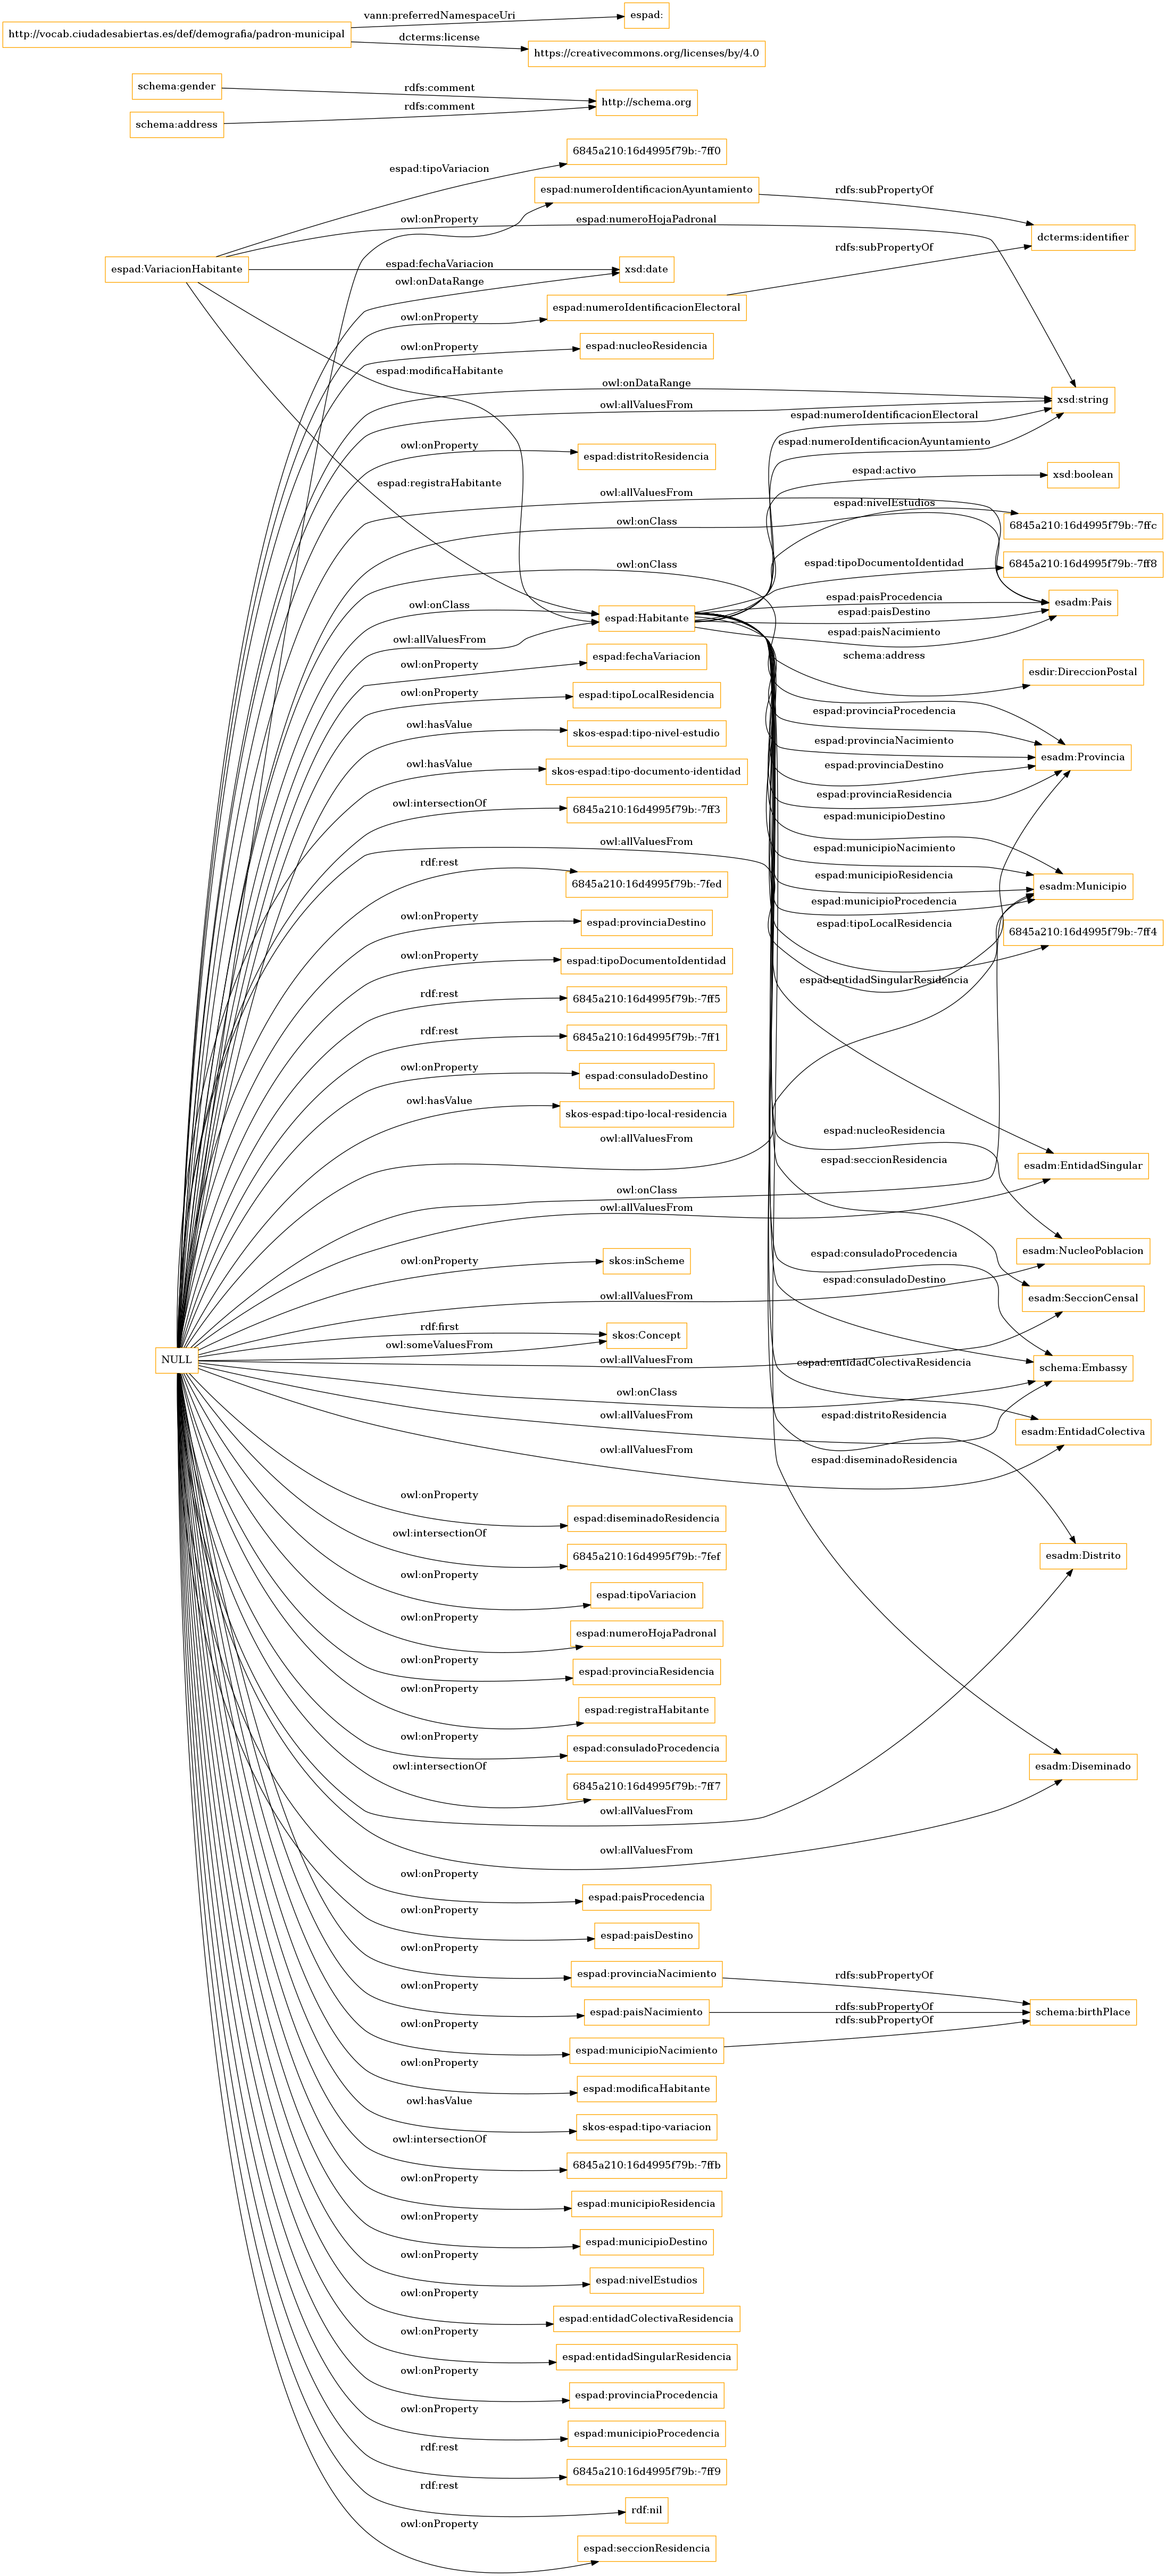 vann:preferredNamespaceUri
espad:
http://vocab.ciudadesabiertas.es/def/demografia/padron-municipal
dcterms:license
https://creativecommons.org/licenses/by/4.0
schema:gender
rdfs:comment
http://schema.org
rdfs:comment
schema:address
6845a210:16d4995f79b:-7ff0
espad:tipoVariacion
espad:numeroIdentificacionAyuntamiento
rdfs:subPropertyOf
owl:onProperty
espad:numeroHojaPadronal
dcterms:identifier
rdfs:subPropertyOf
espad:VariacionHabitante
espad:fechaVariacion
xsd:date
owl:onDataRange
espad:numeroIdentificacionElectoral
owl:onProperty
owl:onProperty
espad:nucleoResidencia
espad:modificaHabitante
owl:onDataRange
xsd:string
owl:allValuesFrom
espad:numeroIdentificacionElectoral
owl:onProperty
espad:distritoResidencia
espad:numeroIdentificacionAyuntamiento
espad:activo
xsd:boolean
espad:registraHabitante
owl:allValuesFrom
espad:nivelEstudios
6845a210:16d4995f79b:-7ffc
owl:onClass
owl:onClass
espad:tipoDocumentoIdentidad
6845a210:16d4995f79b:-7ff8
espad:paisProcedencia
esadm:Pais
owl:onClass
espad:Habitante
espad:paisDestino
owl:allValuesFrom
espad:paisNacimiento
espad:fechaVariacion
schema:address
owl:onProperty
esdir:DireccionPostal
owl:onProperty
espad:tipoLocalResidencia
espad:provinciaProcedencia
owl:hasValue
skos-espad:tipo-nivel-estudio
espad:provinciaNacimiento
esadm:Provincia
owl:hasValue
skos-espad:tipo-documento-identidad
espad:provinciaDestino
espad:provinciaResidencia
owl:intersectionOf
6845a210:16d4995f79b:-7ff3
espad:municipioDestino
owl:allValuesFrom
espad:municipioNacimiento
rdf:rest
6845a210:16d4995f79b:-7fed
espad:municipioResidencia
esadm:Municipio
espad:municipioProcedencia
owl:onProperty
espad:provinciaDestino
espad:tipoLocalResidencia
6845a210:16d4995f79b:-7ff4
owl:onProperty
espad:tipoDocumentoIdentidad
espad:entidadSingularResidencia
rdf:rest
6845a210:16d4995f79b:-7ff5
rdf:rest
6845a210:16d4995f79b:-7ff1
owl:onProperty
espad:consuladoDestino
owl:hasValue
skos-espad:tipo-local-residencia
owl:allValuesFrom
espad:nucleoResidencia
espad:seccionResidencia
esadm:EntidadSingular
owl:onClass
owl:allValuesFrom
owl:onProperty
skos:inScheme
espad:consuladoProcedencia
esadm:NucleoPoblacion
espad:consuladoDestino
owl:allValuesFrom
esadm:SeccionCensal
rdf:first
skos:Concept
owl:someValuesFrom
NULL
owl:allValuesFrom
espad:entidadColectivaResidencia
schema:Embassy
owl:onClass
owl:allValuesFrom
espad:distritoResidencia
esadm:EntidadColectiva
owl:allValuesFrom
espad:diseminadoResidencia
owl:onProperty
espad:diseminadoResidencia
owl:intersectionOf
6845a210:16d4995f79b:-7fef
esadm:Distrito
owl:onProperty
espad:tipoVariacion
owl:onProperty
espad:numeroHojaPadronal
owl:onProperty
espad:provinciaResidencia
owl:onProperty
espad:registraHabitante
owl:onProperty
espad:consuladoProcedencia
owl:intersectionOf
6845a210:16d4995f79b:-7ff7
esadm:Diseminado
owl:allValuesFrom
owl:allValuesFrom
owl:onProperty
espad:paisProcedencia
owl:onProperty
espad:paisDestino
owl:onProperty
espad:provinciaNacimiento
rdfs:subPropertyOf
owl:onProperty
espad:paisNacimiento
rdfs:subPropertyOf
schema:birthPlace
rdfs:subPropertyOf
owl:onProperty
espad:municipioNacimiento
owl:onProperty
espad:modificaHabitante
owl:hasValue
skos-espad:tipo-variacion
owl:intersectionOf
6845a210:16d4995f79b:-7ffb
owl:onProperty
espad:municipioResidencia
owl:onProperty
espad:municipioDestino
owl:onProperty
espad:nivelEstudios
owl:onProperty
espad:entidadColectivaResidencia
owl:onProperty
espad:entidadSingularResidencia
owl:onProperty
espad:provinciaProcedencia
owl:onProperty
espad:municipioProcedencia
rdf:rest
6845a210:16d4995f79b:-7ff9
rdf:rest
rdf:nil
owl:onProperty
espad:seccionResidencia